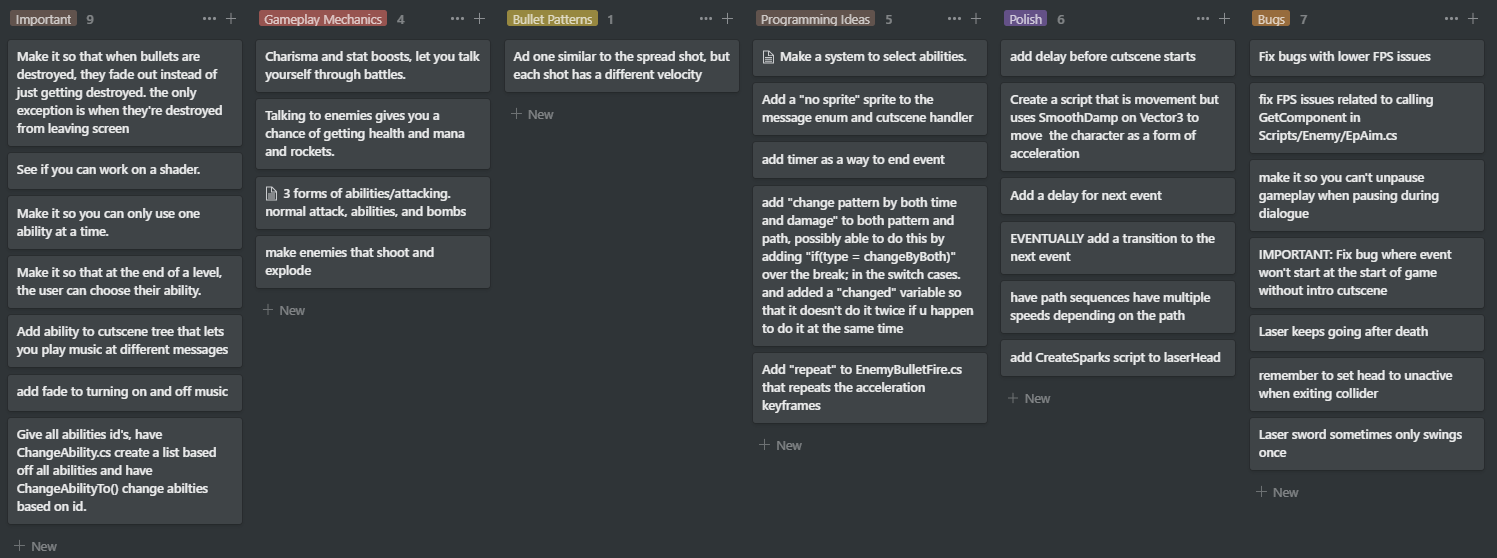 Important 9
Make it so that when bullets are
destroyed, they fade out instead of
just getting destroyed. the only
exception is when they're destroyed
from leaving screen
See if you can work on a shader.
Make it so you can only use one
ability at a time.
Make it so that at the end of a level,
the user can choose their ability.
Add ability to cutscene tree that lets
you play music at different messages
add fade to turning on and off music
Give all abilities id's, have
ChangeAbility.cs create a list based
off all abilities and have
ChangeAbilityTo() change abilties
based on id.
+ New
Gameplay Mechanics 4
Charisma and stat boosts, let you talk
yourself through battles.
Talking to enemies gives you a
chance of getting health and mana
and rockets.
3 forms of abilities/attacking.
normal attack, abilities, and bombs
make enemies that shoot and
explode
+ New
Bullet Patterns 1
Ad one similar to the spread shot, but
each shot has a different velocity
+ New
Programming Ideas 5
Make a system to select abilities.
Add a "no sprite" sprite to the
message enum and cutscene handler
add timer as a way to end event
add "change pattern by both time
and damage" to both pattern and
path, possibly able to do this by
adding "if(type = changeByBoth)"
over the break; in the switch cases.
and added a "changed" variable so
that it doesn't do it twice if u happen
to do it at the same time
Add "repeat" to EnemyBulletFire.cs
that repeats the acceleration
keyframes
+ New
Polish 6
add delay before cutscene starts
Create a script that is movement but
uses SmoothDamp on Vector3 to
move the character as a form of
acceleration
Add a delay for next event
EVENTUALLY add a transition to the
next event
have path sequences have multiple
speeds depending on the path
add CreateSparks script to laserHead
+ New
Bugs 7
Fix bugs with lower FPS issues
fix FPS issues related to calling
GetComponent in
Scripts/Enemy/EpAim.cs
make it so you can't unpause
gameplay when pausing during
dialogue
IMPORTANT: Fix bug where event
won't start at the start of game
without intro cutscene
Laser keeps going after death
remember to set head to unactive
when exiting collider
Laser sword sometimes only swings
once
+ New